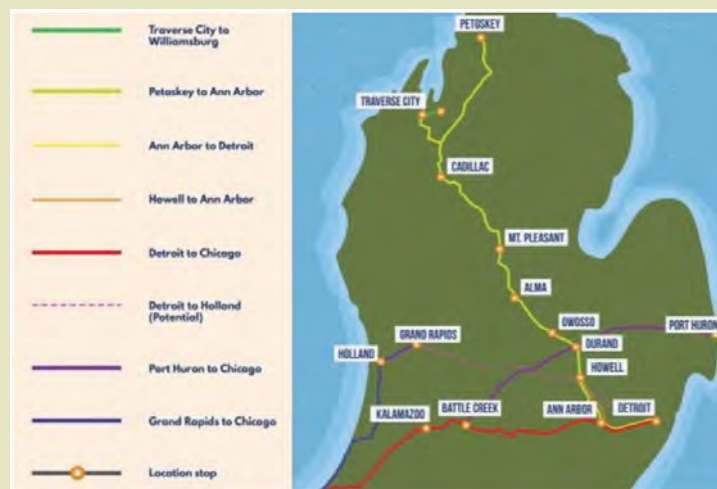 Traverse City to
Williamsburg
Petoskey to Ann Arbor
Ann Arbor to Detroit
Howell to Ann Arbor
Detroit to Chicago
Detroit to Holland
(Potential)
Port Huron to Chicago
Grand Rapids to Chicago
Location stop
PETOSKEY
TRAVERSE CITY
CADILLAC
MT. PLEASANT
ALMA
OWOSSO
PORT HURON
GRAND RAPIDS
DURAND
HOLLAND
HOWELL
KALAMAZOO
BATTLE CREEK
ANN ARBOR
DETROIT